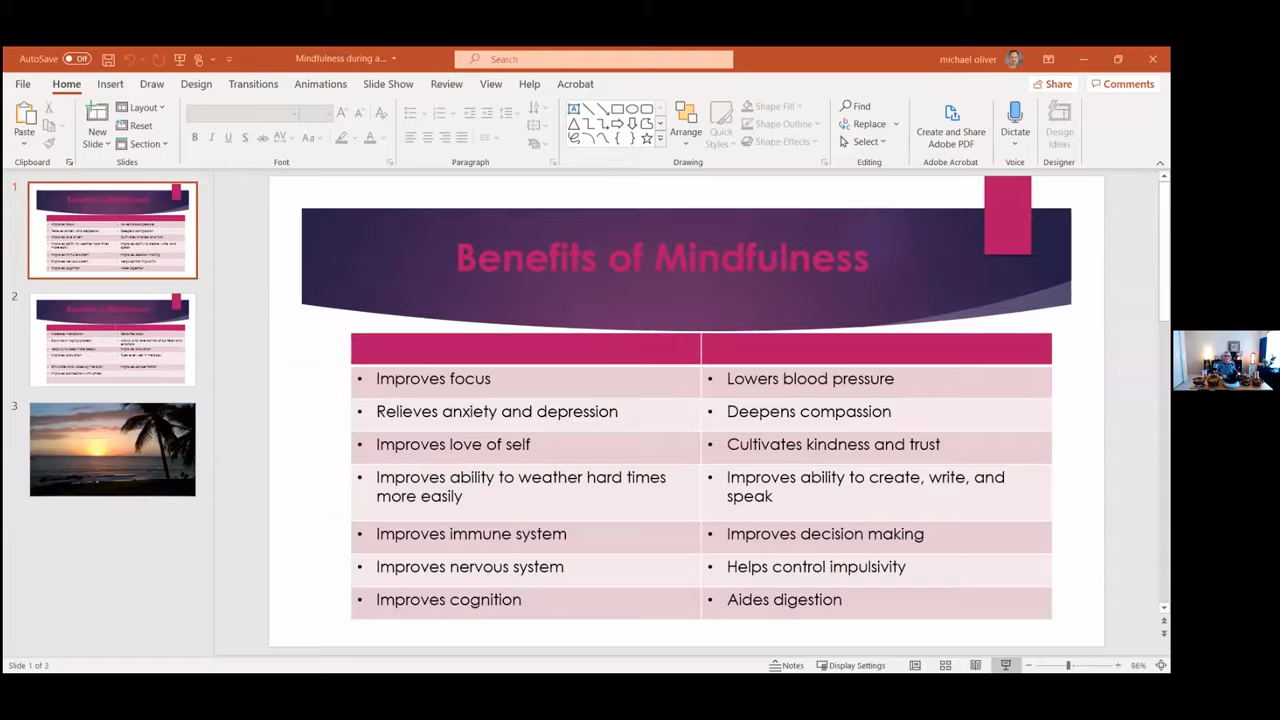 AutoSave Off
Mindfulness during a...
Search
michael oliver
File Home Insert Draw Design Transitions Animations Slide Show Review View Help Acrobat
Share Comments
Paste
Clipboard
New Slide
Layout
Reset
Section
Slides
Font
Paragraph
Arrange
Quick Styles
Shape Fill
Shape Outline
Shape Effects
Drawing
Find
Replace
Select
Editing
Create and Share Adobe PDF
Adobe Acrobat
Dictate
Voice
Design Ideas
Designer
1
2
3
Benefits of Mindfulness
• Improves focus
• Lowers blood pressure
• Relieves anxiety and depression
• Deepens compassion
• Improves love of self
• Cultivates kindness and trust
• Improves ability to weather hard times
more easily
• Improves ability to create, write, and
speak
• Improves immune system
• Improves decision making
• Improves nervous system
• Helps control impulsivity
• Improves cognition
• Aides digestion
Slide 1 of 3
Notes
Display Settings
86%